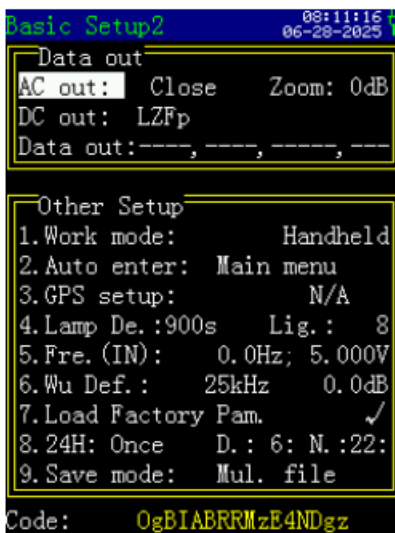 Basic Setup2 08:11:16
06-28-2025
Data out
AC out: Close Zoom: 0dB
DC out: LZFp
Data out:----,----,-----,---
Other Setup
1.Work mode: Handheld
2.Auto enter: Main menu
3.GPS setup: N/A
4.Lamp De.:900s Lig.: 8
5.Fre.(IN): 0.0Hz; 5.000V
6.Wu Def.: 25kHz 0.0dB
7.Load Factory Pam. ✓
8.24H: Once D.: 6: N.:22:
9.Save mode: Mul. file
Code: OgBIABRRMzE4NDgz